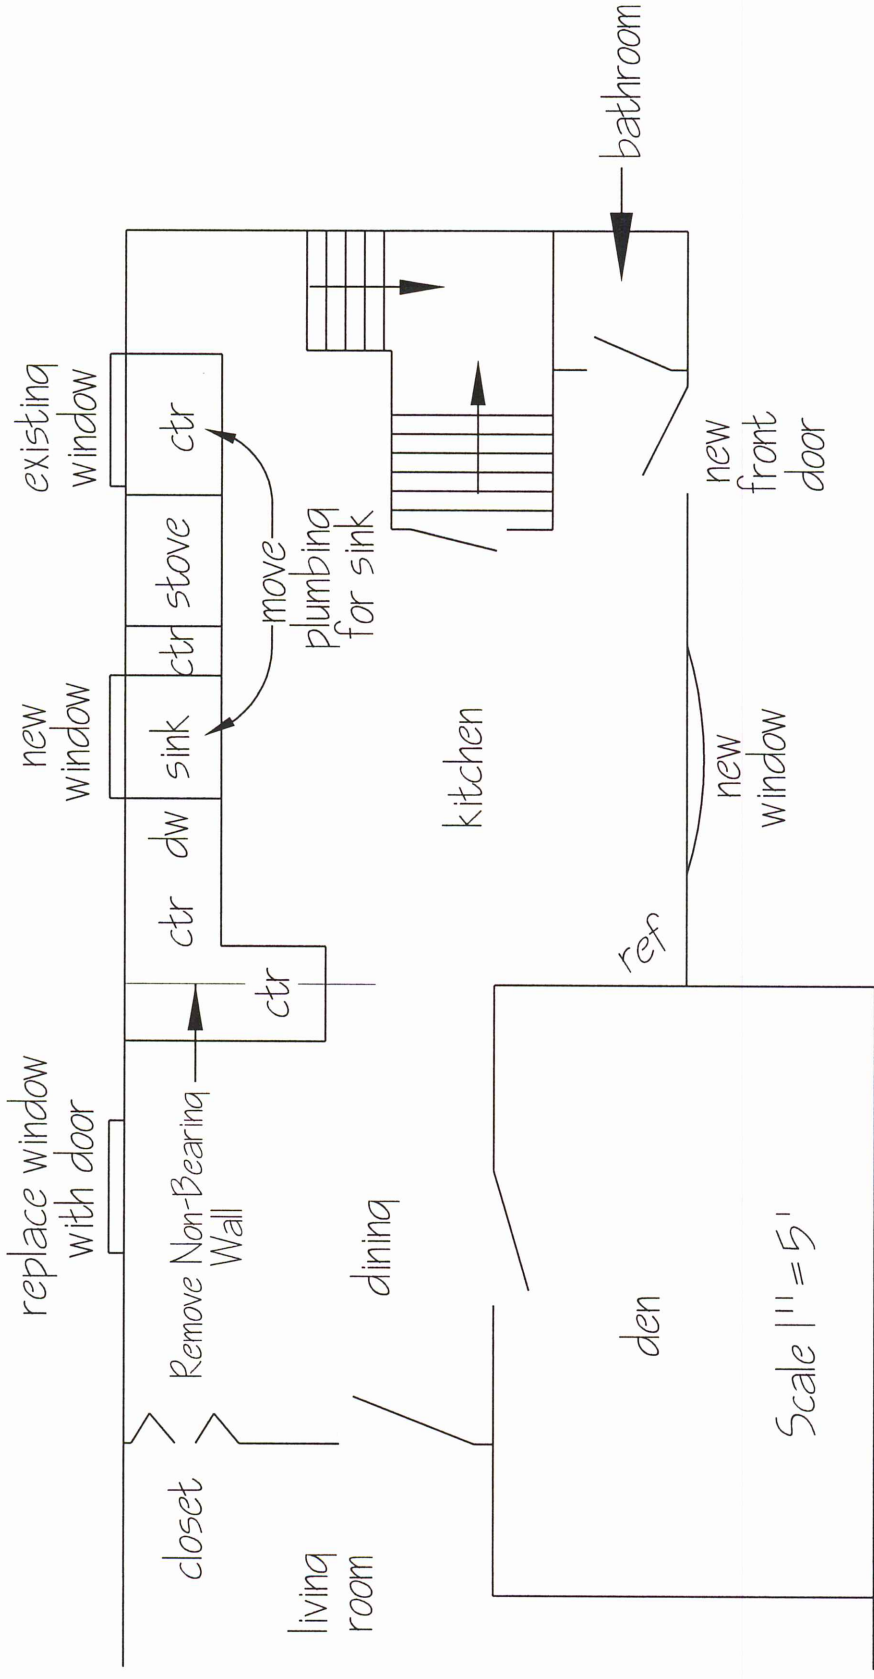 replace window
with door
new
window
existing
window
closet
Remove Non-Bearing
Wall
ctr
dw
sink
ctr
stove
ctr
ctr
move
plumbing
for sink
living
room
dining
kitchen
bathroom
ref
den
new
window
new
front
door
Scale 1"=5'